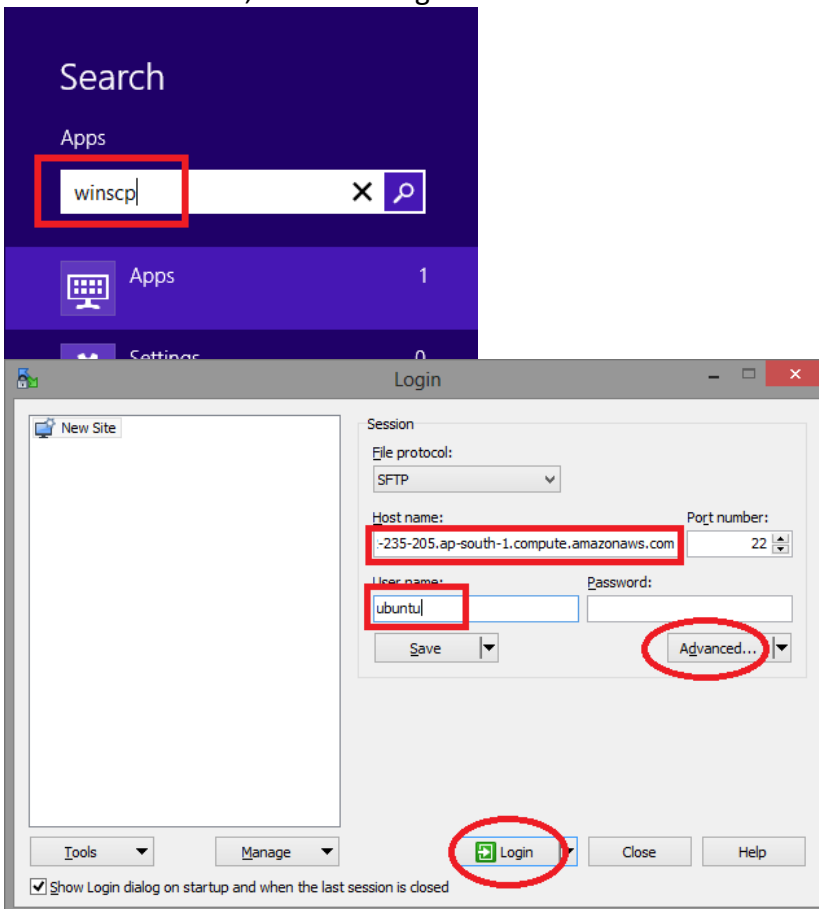 Search
Apps
winscp
Apps 1
Settings 0
Login
New Site
Session
File protocol:
SFTP
Host name: Port number:
:-235-205.ap-south-1.compute.amazonaws.com 22
User name: Password:
ubuntu
Save Advanced...
Tools Manage Login Close Help
Show Login dialog on startup and when the last session is closed